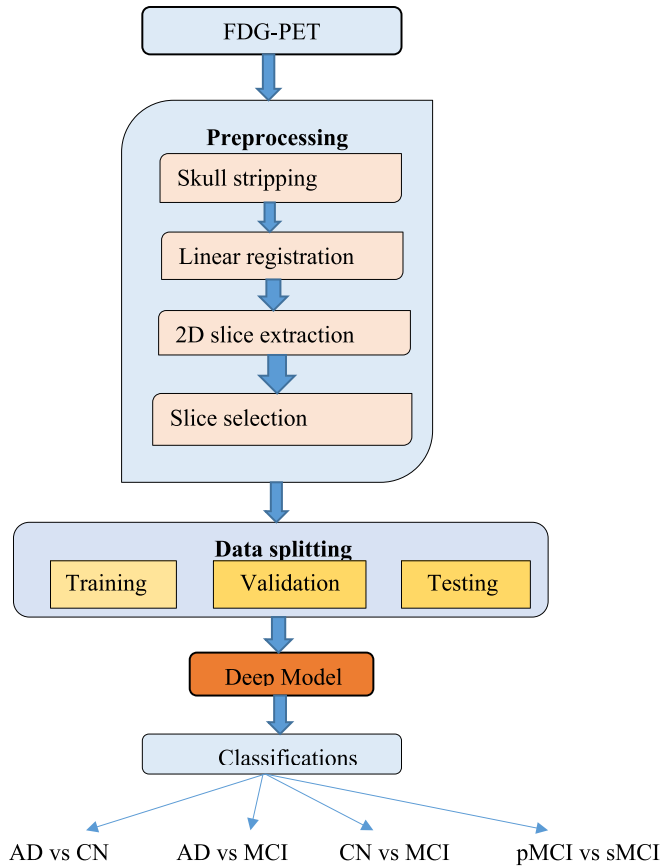 FDG-PET
Preprocessing
Skull stripping
Linear registration
2D slice extraction
Slice selection
Data splitting
Training
Validation
Testing
Deep Model
Classifications
AD vs CN
AD vs MCI
CN vs MCI
pMCI vs sMCI